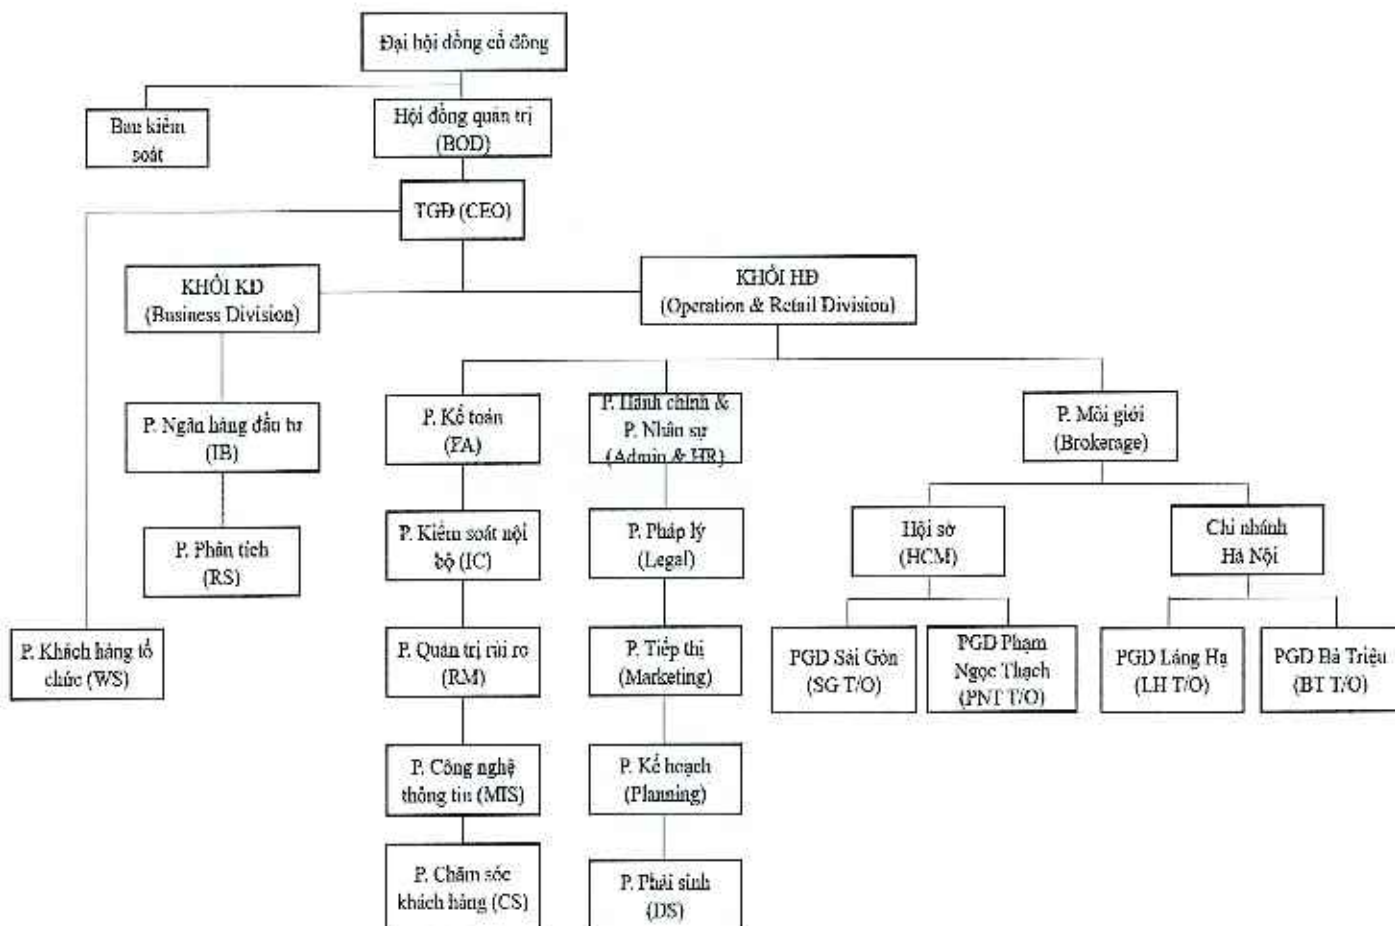 Đại hội đồng cổ đông
Ban kiểm
soát
Hội đồng quản trị
(BOD)
TGĐ (CEO)
KHỐI KD
(Business Division)
KHỐI HĐ
(Operation & Retail Division)
P. Ngân hàng đầu tư
(IB)
P. Phân tích
(RS)
P. Khách hàng tổ
chức (WS)
P. Kế toán
(FA)
P. Kiểm soát nội
bộ (IC)
P. Quản trị rủi ro
(RM)
P. Công nghệ
thông tin (MIS)
P. Chăm sóc
khách hàng (CS)
P. Hành chính &
P. Nhân sự
(Admin & HR)
P. Pháp lý
(Legal)
P. Tiếp thị
(Marketing)
P. Kế hoạch
(Planning)
P. Phái sinh
(DS)
P. Môi giới
(Brokerage)
Hội sở
(HCM)
Chi nhánh
Hà Nội
PGD Sài Gòn
(SG T/O)
PGD Phạm
Ngọc Thạch
(PNT T/O)
PGD Láng Hạ
(LH T/O)
PGD Bà Triệu
(BT T/O)